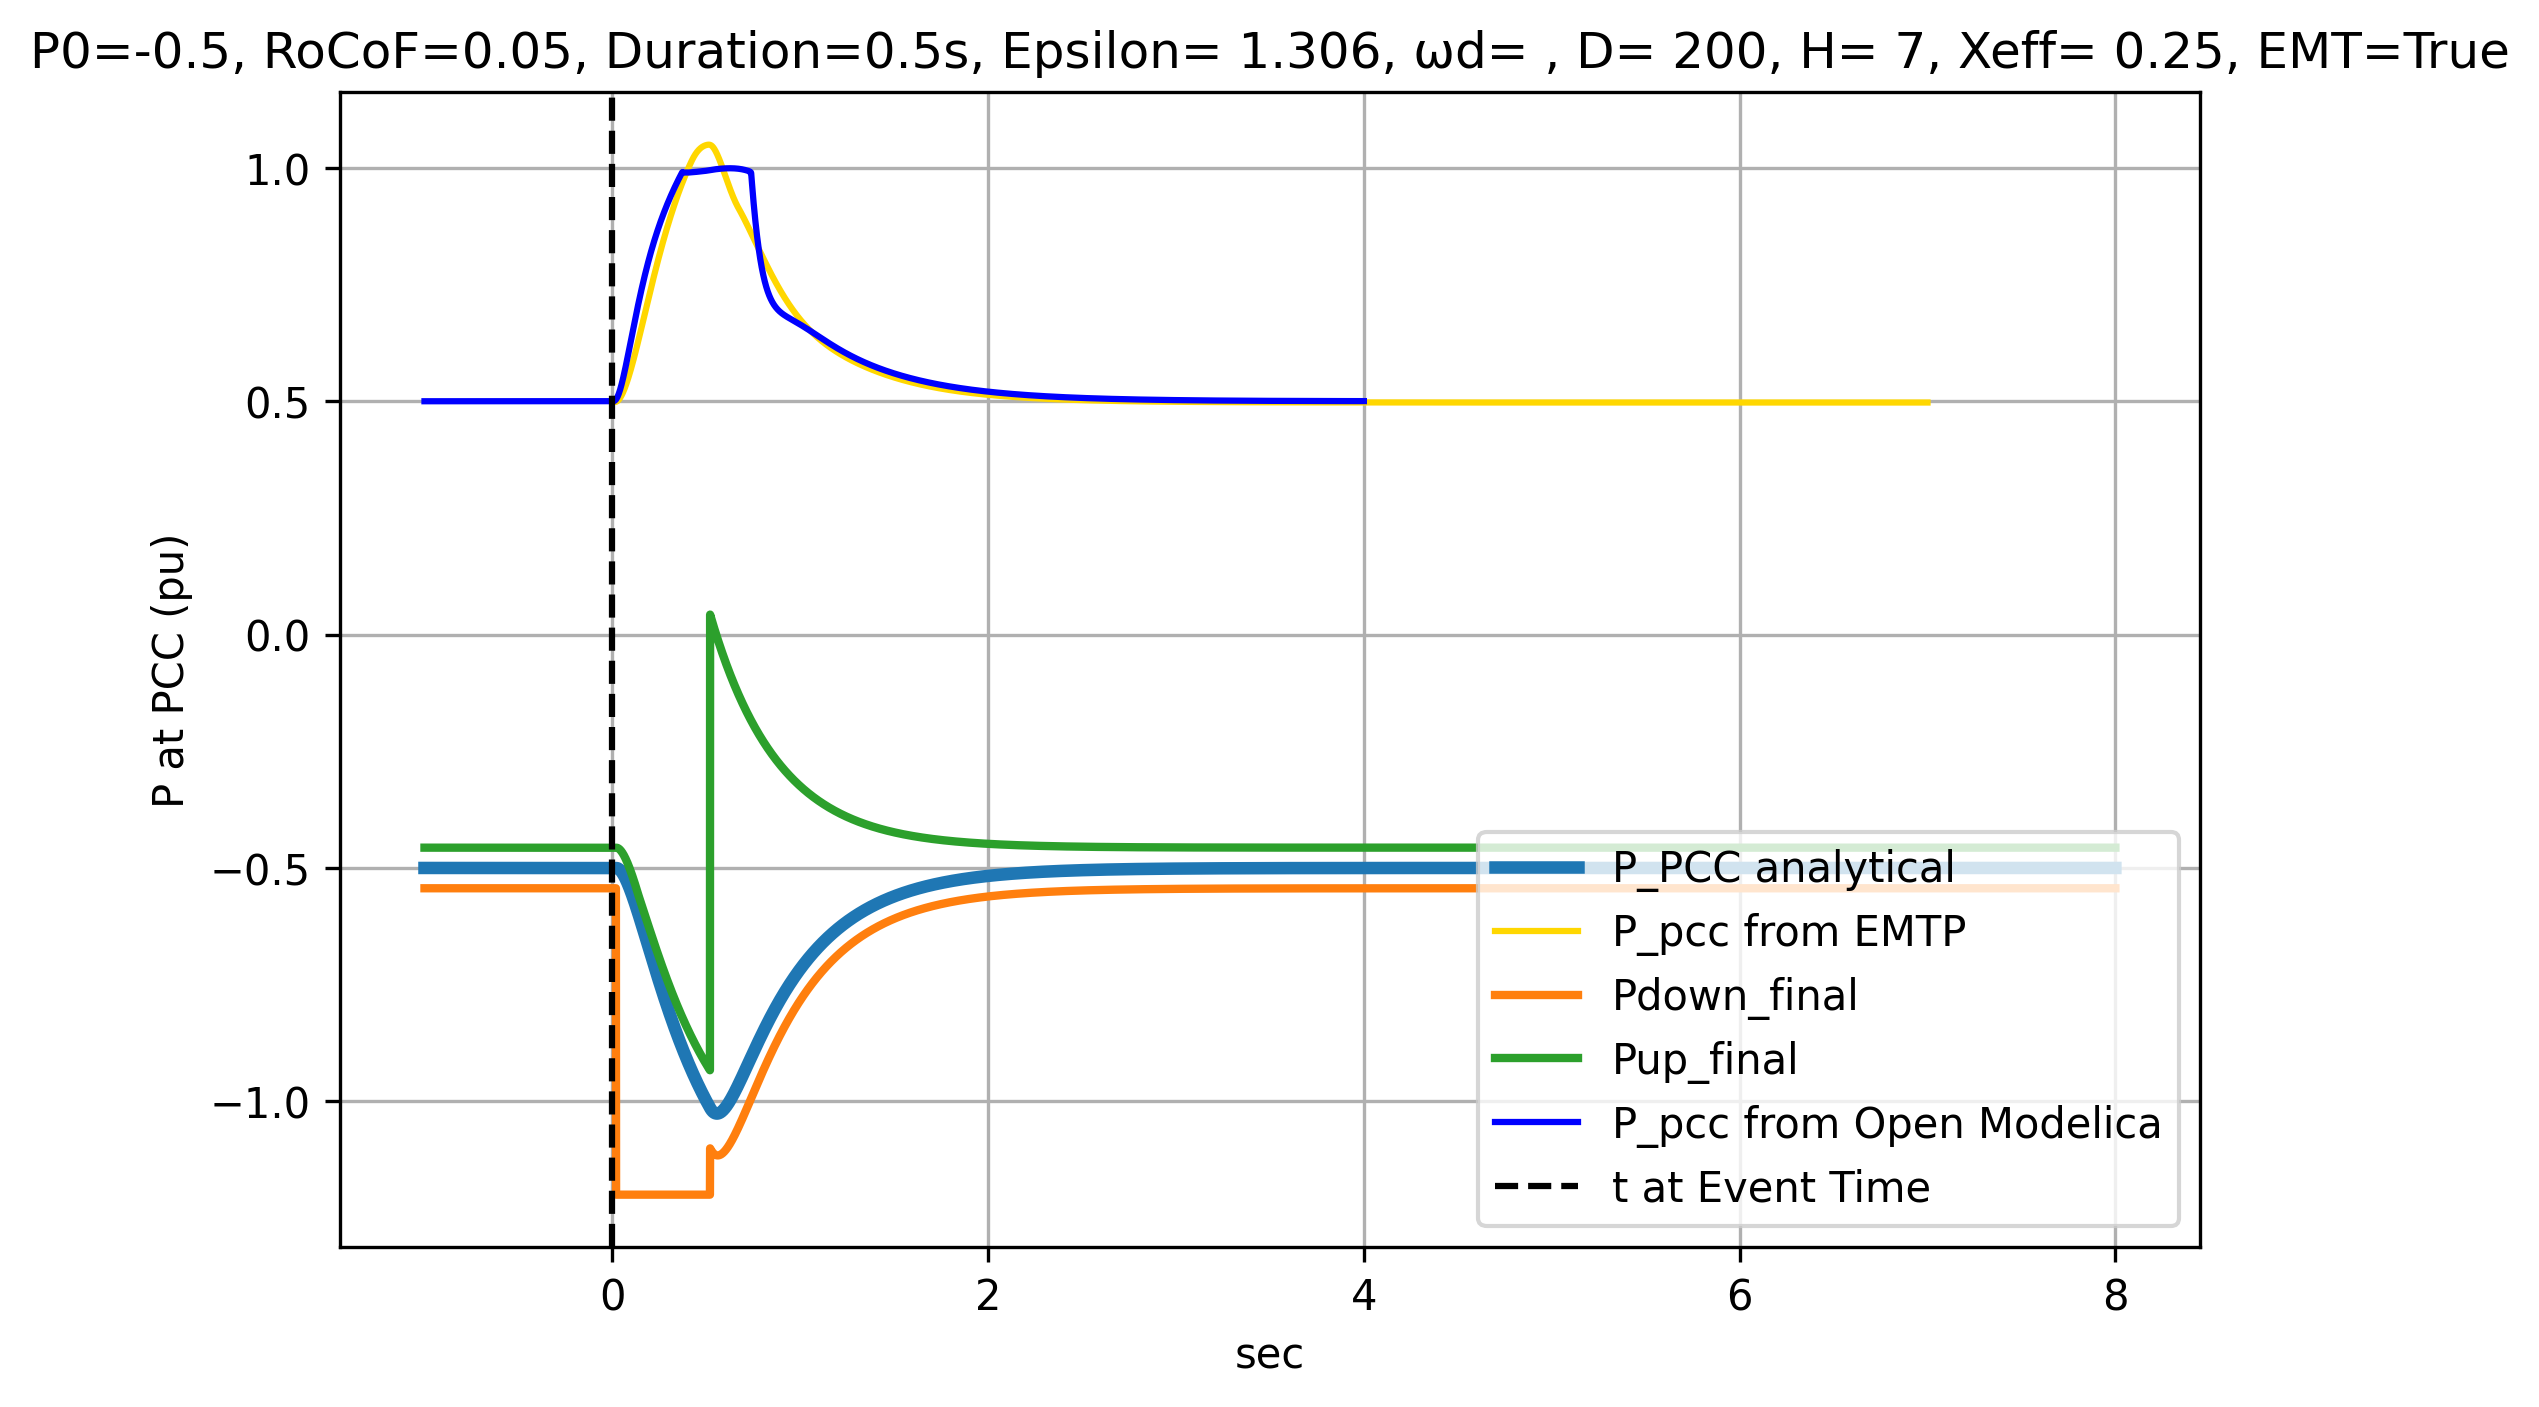 P0=-0.5, RoCoF=0.05, Duration=0.5s, Epsilon= 1.306, ωd= , D= 200, H= 7, Xeff= 0.25, EMT=True
1.0
0.5
0.0
−0.5
−1.0
P at PCC (pu)
P_PCC analytical
P_pcc from EMTP
Pdown_final
Pup_final
P_pcc from Open Modelica
t at Event Time
0 2 4 6 8
sec